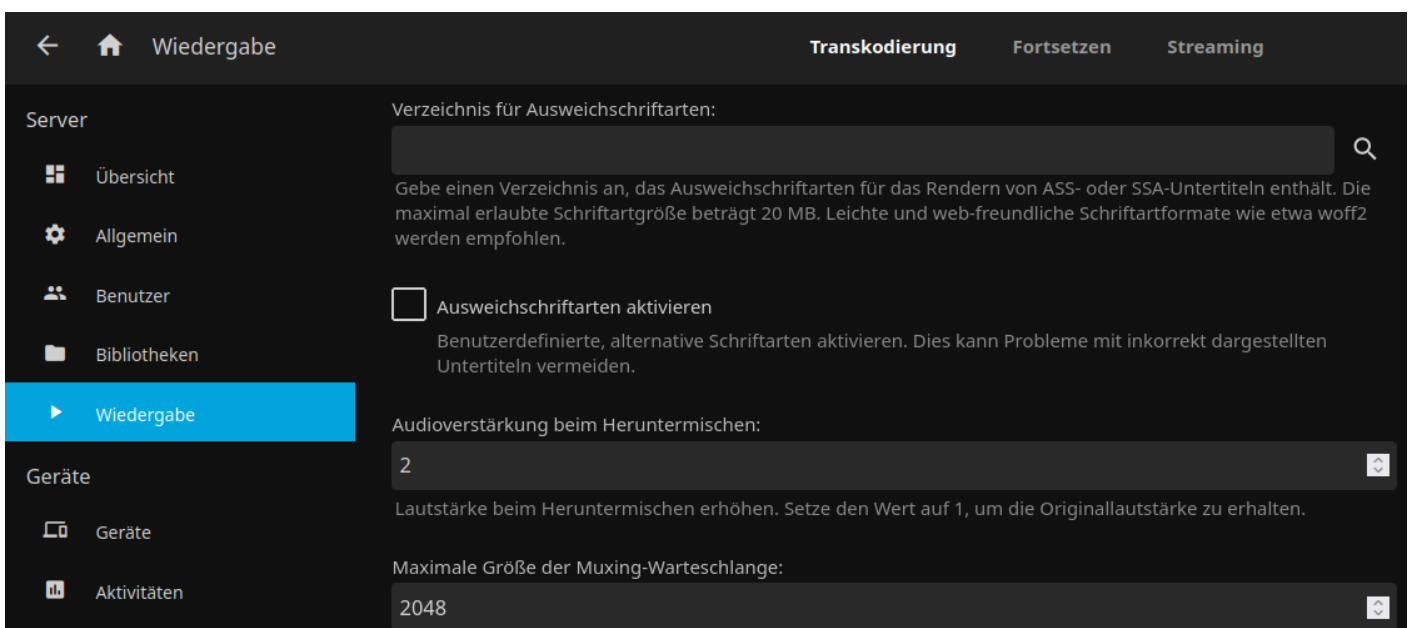 Wiedergabe
Transkodierung
Fortsetzen
Streaming
Server
Übersicht
Allgemein
Benutzer
Bibliotheken
Wiedergabe
Geräte
Geräte
Aktivitäten
Verzeichnis für Ausweichschriftarten:
Gebe einen Verzeichnis an, das Ausweichschriftarten für das Rendern von ASS- oder SSA-Untertiteln enthält. Die
maximal erlaubte Schriftartgröße beträgt 20 MB. Leichte und web-freundliche Schriftartformate wie etwa woff2
werden empfohlen.
Ausweichschriftarten aktivieren
Benutzerdefinierte, alternative Schriftarten aktivieren. Dies kann Probleme mit inkorrekt dargestellten
Untertiteln vermeiden.
Audioverstärkung beim Heruntermischen:
2
Lautstärke beim Heruntermischen erhöhen. Setze den Wert auf 1, um die Originallautstärke zu erhalten.
Maximale Größe der Muxing-Warteschlange:
2048